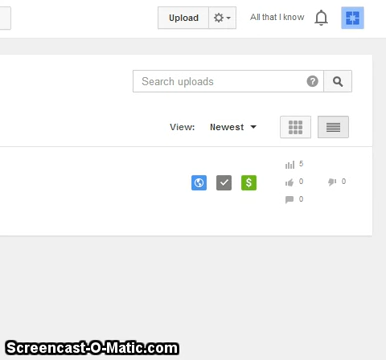 Upload
All that I know
Search uploads
?
View: Newest
5
$
0 0
0
Screencast-O-Matic.com